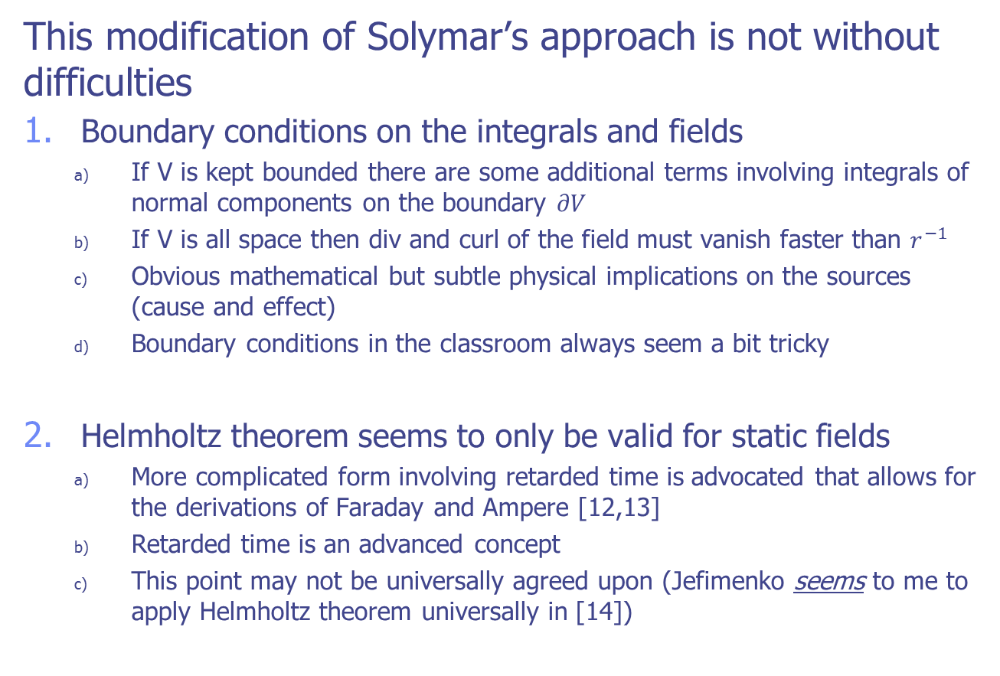 This modification of Solymar’s approach is not without
difficulties
1. Boundary conditions on the integrals and fields
a) If V is kept bounded there are some additional terms involving integrals of
normal components on the boundary ∂V
b) If V is all space then div and curl of the field must vanish faster than r⁻¹
c) Obvious mathematical but subtle physical implications on the sources
(cause and effect)
d) Boundary conditions in the classroom always seem a bit tricky
2. Helmholtz theorem seems to only be valid for static fields
a) More complicated form involving retarded time is advocated that allows for
the derivations of Faraday and Ampere [12,13]
b) Retarded time is an advanced concept
c) This point may not be universally agreed upon (Jefimenko seems to me to
apply Helmholtz theorem universally in [14])